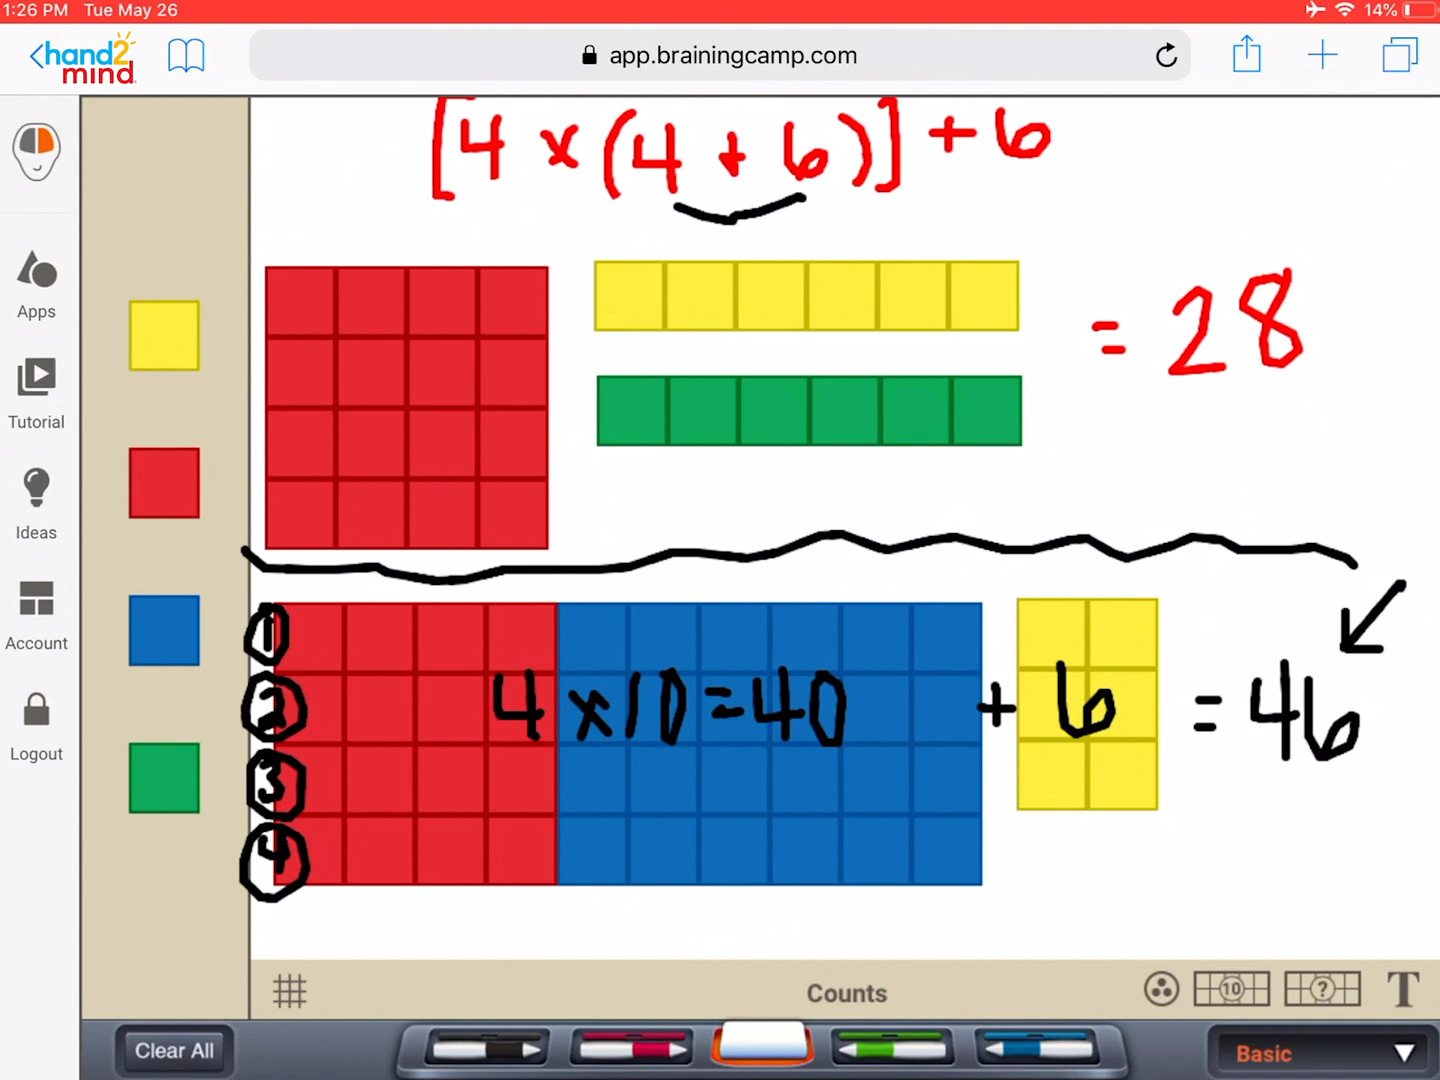 1:26 PM Tue May 26 14%
hand2mind
app.brainingcamp.com
[4 x (4 + 6)] + 6
Apps
Tutorial
Ideas
Account
Logout
= 28
1
2
3
4
4 x 10 = 40 + 6 = 46
Counts
10
?
T
Clear All
Basic